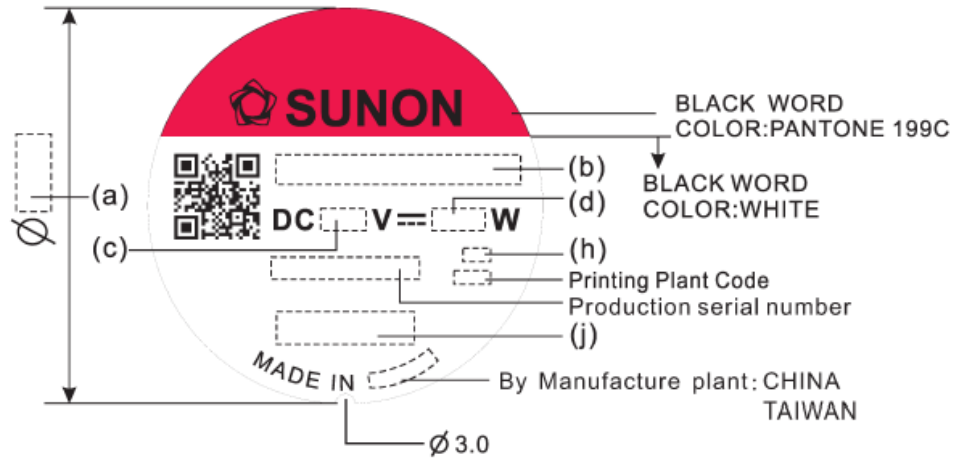 SUNON
BLACK WORD
COLOR:PANTONE 199C
(b)
BLACK WORD
COLOR:WHITE
(a)
(d)
DC V W
Ø
(c)
(h)
Printing Plant Code
Production serial number
(j)
MADE IN
By Manufacture plant: CHINA
TAIWAN
Ø 3.0